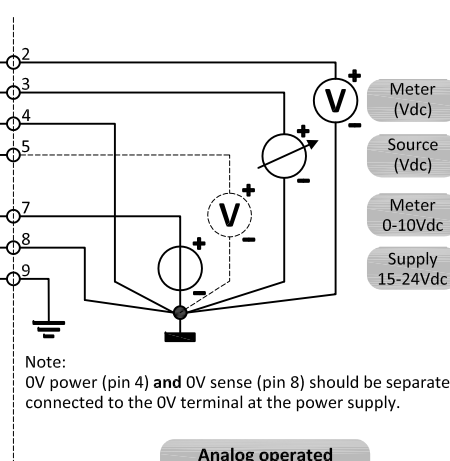 2
3
4
5
7
8
9
+
V
−
+
−
+
V
−
+
−
Meter
(Vdc)
Source
(Vdc)
Meter
0-10Vdc
Supply
15-24Vdc
Note:
0V power (pin 4) and 0V sense (pin 8) should be separate
connected to the 0V terminal at the power supply.
Analog operated